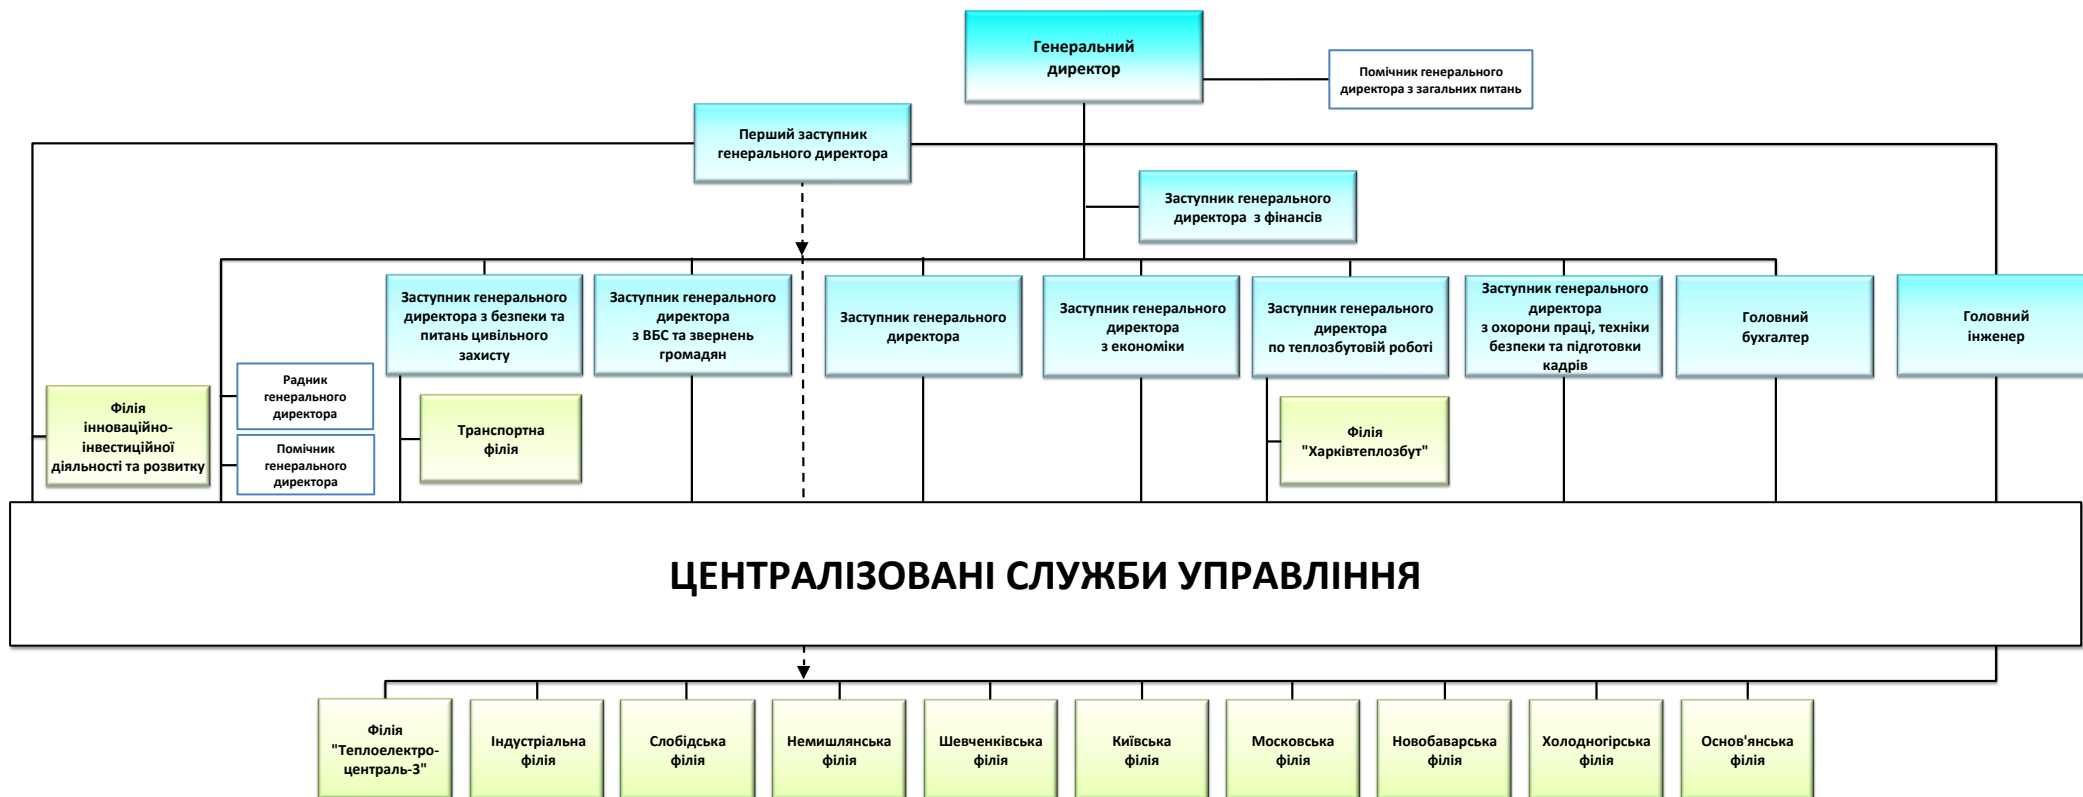 Генеральний
директор
Помічник генерального
директора з загальних питань
Перший заступник
генерального директора
Заступник генерального
директора з фінансів
Заступник генерального
директора з безпеки та
питань цивільного
захисту
Заступник генерального
директора
з ВБС та звернень
громадян
Заступник генерального
директора
Заступник генерального
директора
з економіки
Заступник генерального
директора
по теплозбутовій роботі
Заступник генерального
директора
з охорони праці, техніки
безпеки та підготовки
кадрів
Головний
бухгалтер
Головний
інженер
Філія
інноваційно-
інвестиційної
діяльності та розвитку
Радник
генерального
директора
Помічник
генерального
директора
Транспортна
філія
Філія
"Харківтеплозбут"
ЦЕНТРАЛІЗОВАНІ СЛУЖБИ УПРАВЛІННЯ
Філія
"Теплоелектро-
централь-3"
Індустріальна
філія
Слобідська
філія
Немишлянська
філія
Шевченківська
філія
Київська
філія
Московська
філія
Новобаварська
філія
Холодногірська
філія
Основ'янська
філія